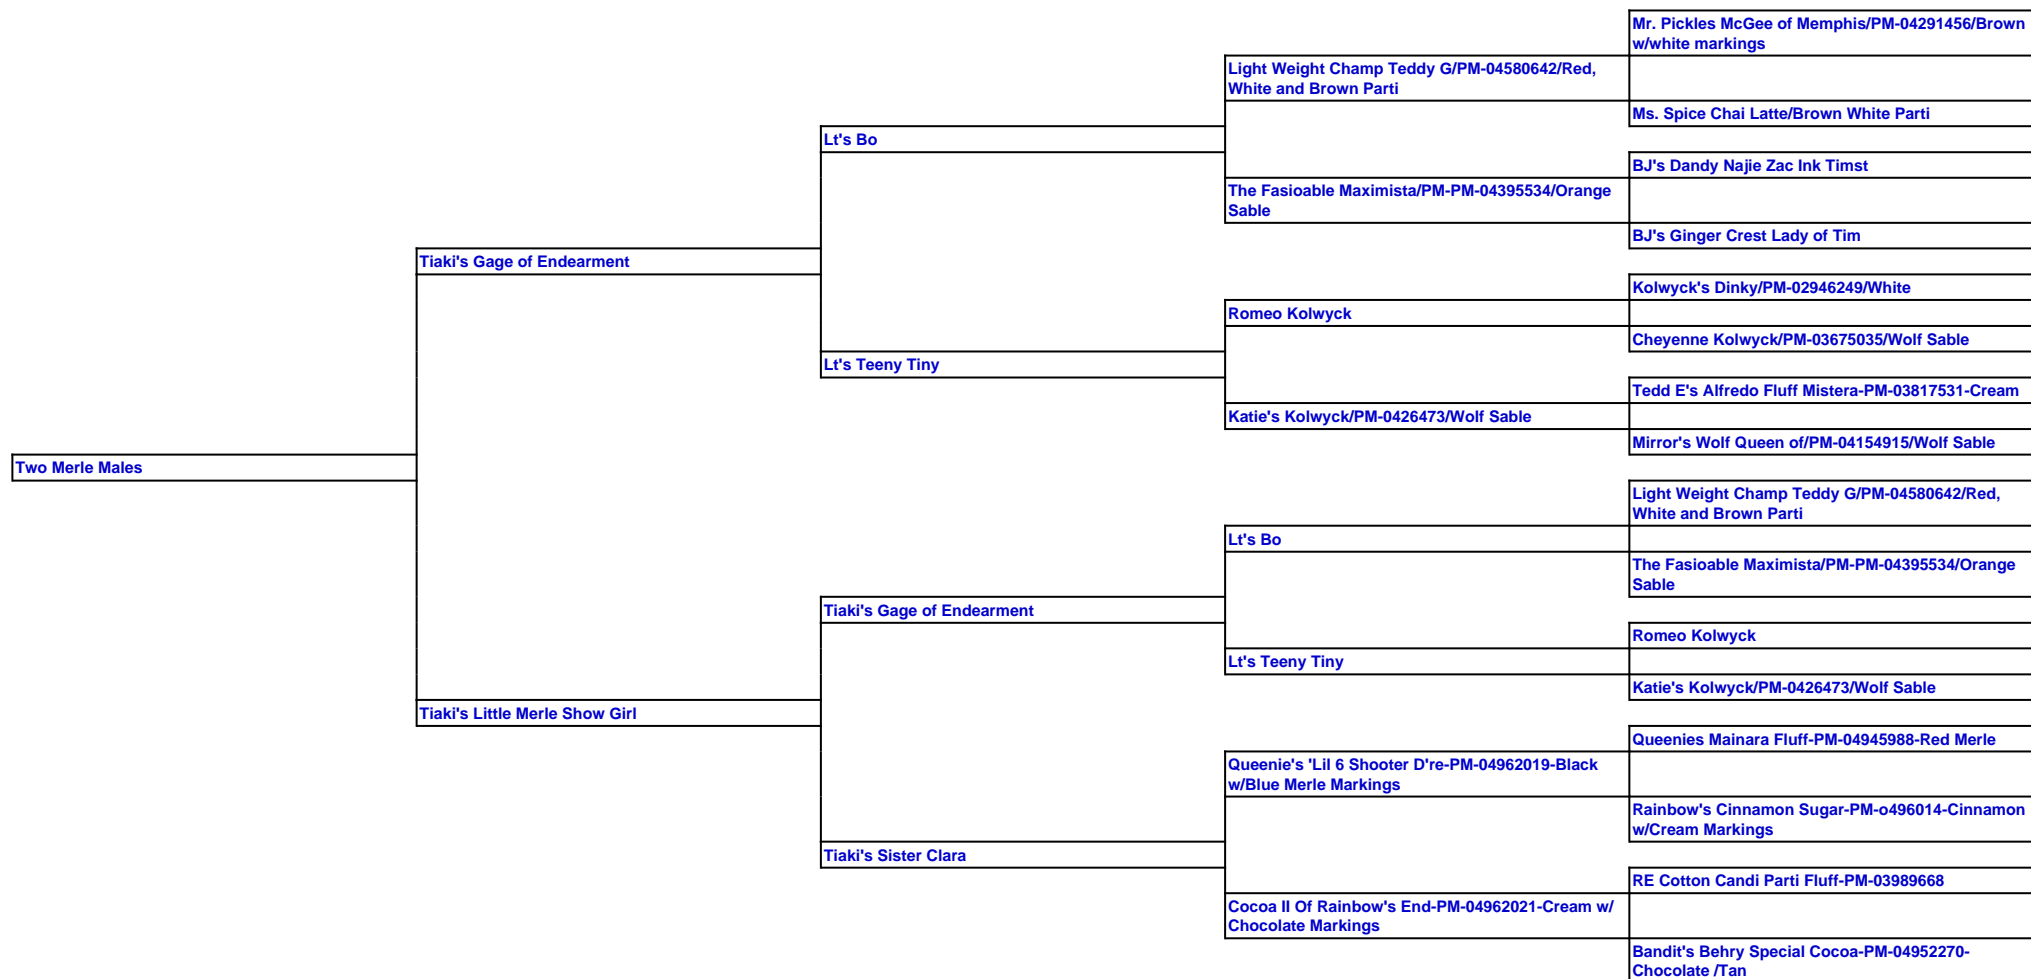 Mr. Pickles McGee of Memphis/PM-04291456/Brown
w/white markings
Light Weight Champ Teddy G/PM-04580642/Red,
White and Brown Parti
Ms. Spice Chai Latte/Brown White Parti
Lt's Bo
BJ's Dandy Najie Zac Ink Timst
The Fasioable Maximista/PM-PM-04395534/Orange
Sable
BJ's Ginger Crest Lady of Tim
Tiaki's Gage of Endearment
Kolwyck's Dinky/PM-02946249/White
Romeo Kolwyck
Cheyenne Kolwyck/PM-03675035/Wolf Sable
Lt's Teeny Tiny
Tedd E's Alfredo Fluff Mistera-PM-03817531-Cream
Katie's Kolwyck/PM-0426473/Wolf Sable
Mirror's Wolf Queen of/PM-04154915/Wolf Sable
Two Merle Males
Light Weight Champ Teddy G/PM-04580642/Red,
White and Brown Parti
Lt's Bo
The Fasioable Maximista/PM-PM-04395534/Orange
Sable
Tiaki's Gage of Endearment
Romeo Kolwyck
Lt's Teeny Tiny
Katie's Kolwyck/PM-0426473/Wolf Sable
Tiaki's Little Merle Show Girl
Queenies Mainara Fluff-PM-04945988-Red Merle
Queenie's 'Lil 6 Shooter D're-PM-04962019-Black
w/Blue Merle Markings
Rainbow's Cinnamon Sugar-PM-o496014-Cinnamon
w/Cream Markings
Tiaki's Sister Clara
RE Cotton Candi Parti Fluff-PM-03989668
Cocoa II Of Rainbow's End-PM-04962021-Cream w/
Chocolate Markings
Bandit's Behry Special Cocoa-PM-04952270-
Chocolate /Tan